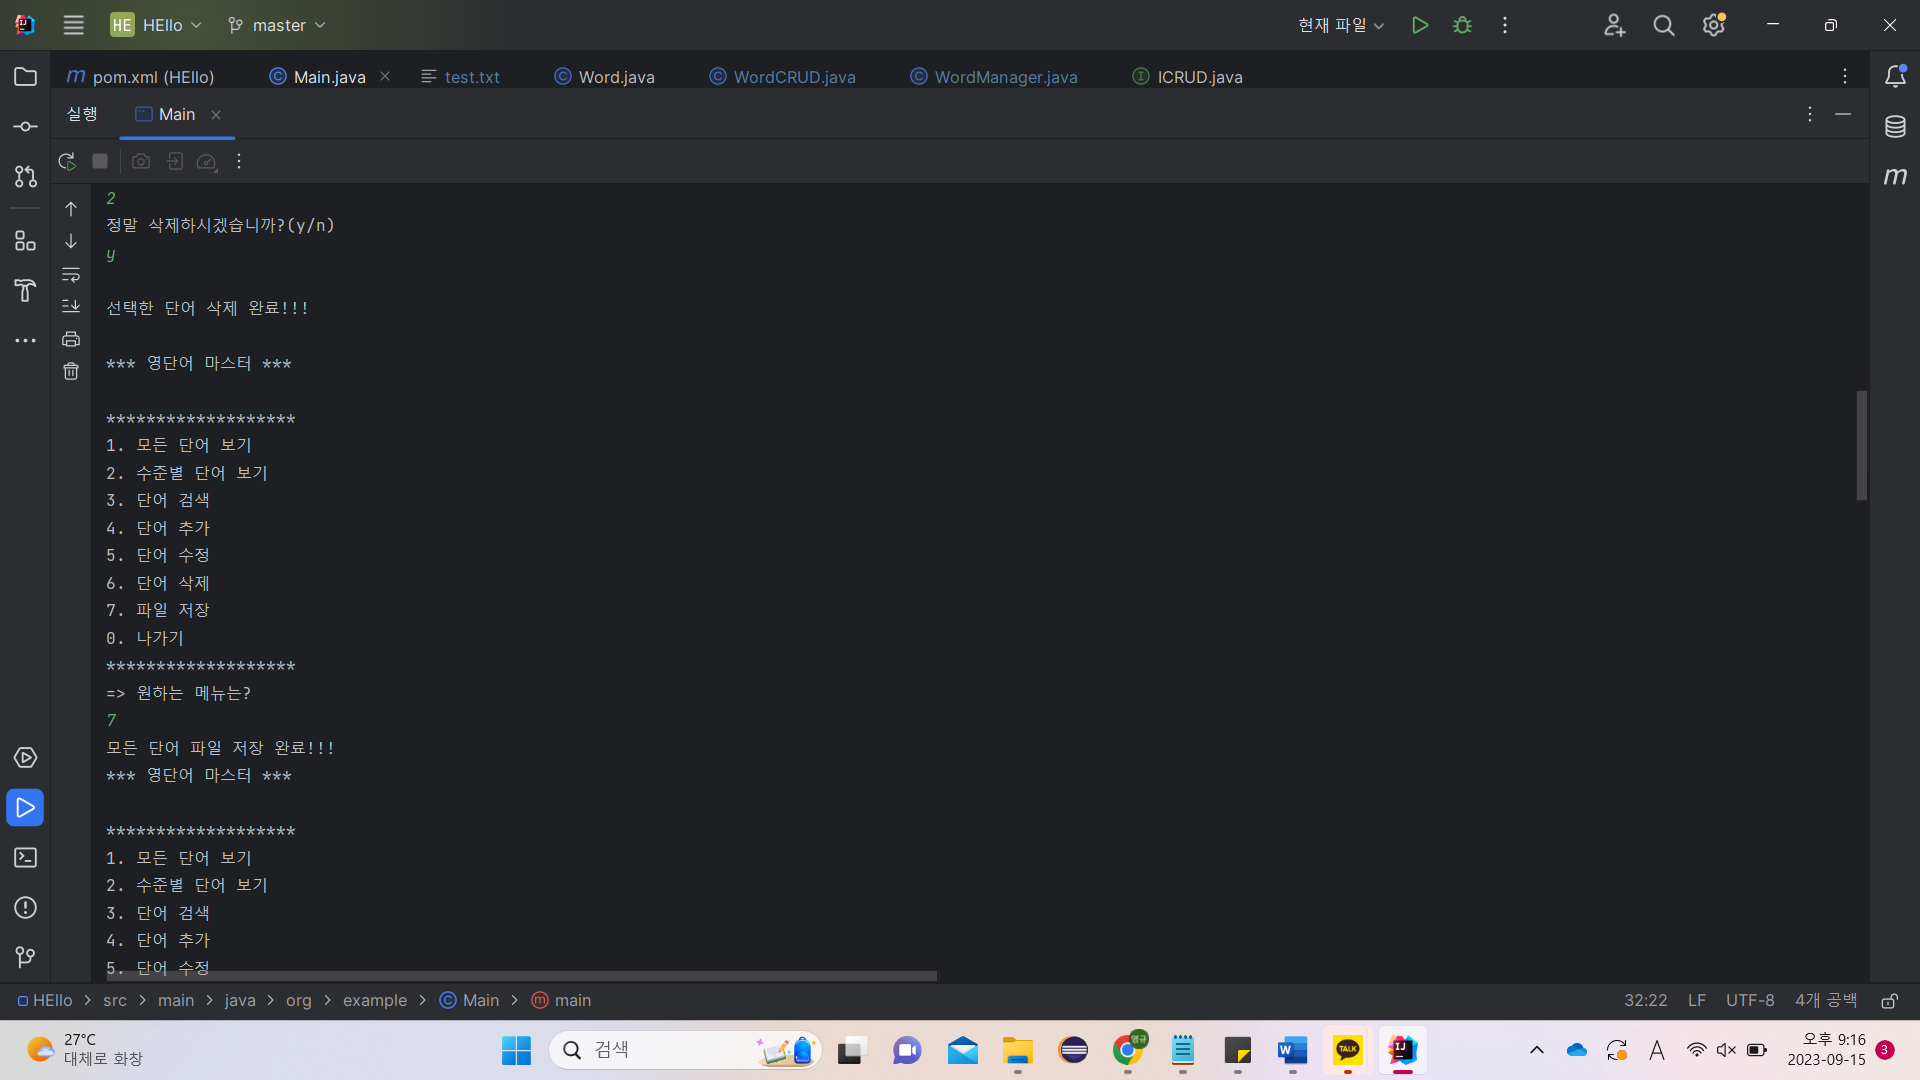 HE HEllo master 현재 파일
pom.xml (HEllo) Main.java test.txt Word.java WordCRUD.java WordManager.java ICRUD.java
실행 Main
2
정말 삭제하시겠습니까?(y/n)
y
선택한 단어 삭제 완료!!!
*** 영단어 마스터 ***
*******************
1. 모든 단어 보기
2. 수준별 단어 보기
3. 단어 검색
4. 단어 추가
5. 단어 수정
6. 단어 삭제
7. 파일 저장
0. 나가기
*******************
=> 원하는 메뉴는?
7
모든 단어 파일 저장 완료!!!
*** 영단어 마스터 ***
*******************
1. 모든 단어 보기
2. 수준별 단어 보기
3. 단어 검색
4. 단어 추가
5. 단어 수정
HEllo > src > main > java > org > example > Main > main 32:22 LF UTF-8 4개 공백
27°C
대체로 화창
검색
TALK
A
오후 9:16
2023-09-15
3